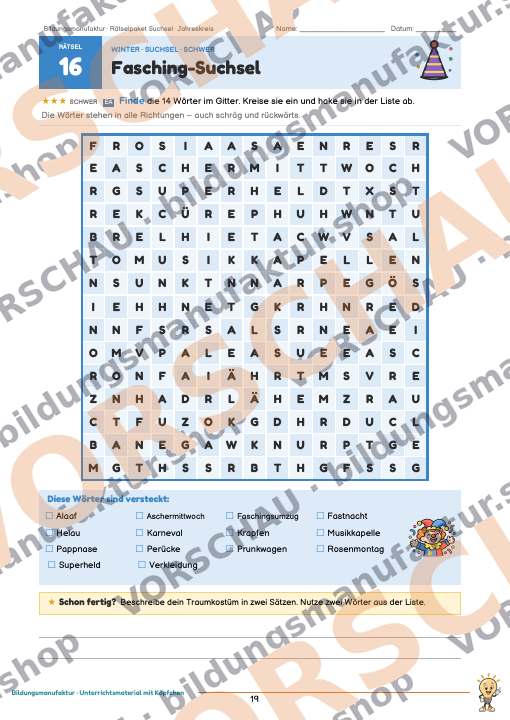 Bildungsmanufaktur · Rätselpaket Suchsel · Jahreskreis Name: Datum:
RÄTSEL
16
WINTER · SUCHSEL · SCHWER
Fasching-Suchsel
★★★ SCHWER EA Finde die 14 Wörter im Gitter. Kreise sie ein und hake sie in der Liste ab.
Die Wörter stehen in alle Richtungen – auch schräg und rückwärts.
F R O S I A A S A E N R E S R
E A S C H E R M I T T W O C H
R G S U P E R H E L D T X S T
R E K C Ü R E P H U H W N T U
B R E L H I E T A C W V S A L
T O M U S I K K A P E L L E N
N S U N K T N N A R P E G Ö S
I E H H N E T G K R H N R E D
N N F S R S A L S R N E A E I
O M V P A L E A S U E E A S C
R O N F A I Ä H R T M S V R E
Z N H A D R L Ä H E M Z R A U
C T F U Z O K G D H R D U C L
B A N E G A W K N U R P T G E
M G T H S S R B T H G F S S G
Diese Wörter sind versteckt:
Alaaf Aschermittwoch Faschingsumzug Fastnacht
Helau Karneval Krapfen Musikkapelle
Pappnase Perücke Prunkwagen Rosenmontag
Superheld Verkleidung
★ Schon fertig? Beschreibe dein Traumkostüm in zwei Sätzen. Nutze zwei Wörter aus der Liste.
Bildungsmanufaktur · Unterrichtsmaterial mit Köpfchen
19
VORSCHAU · bildungsmanufaktur.shop